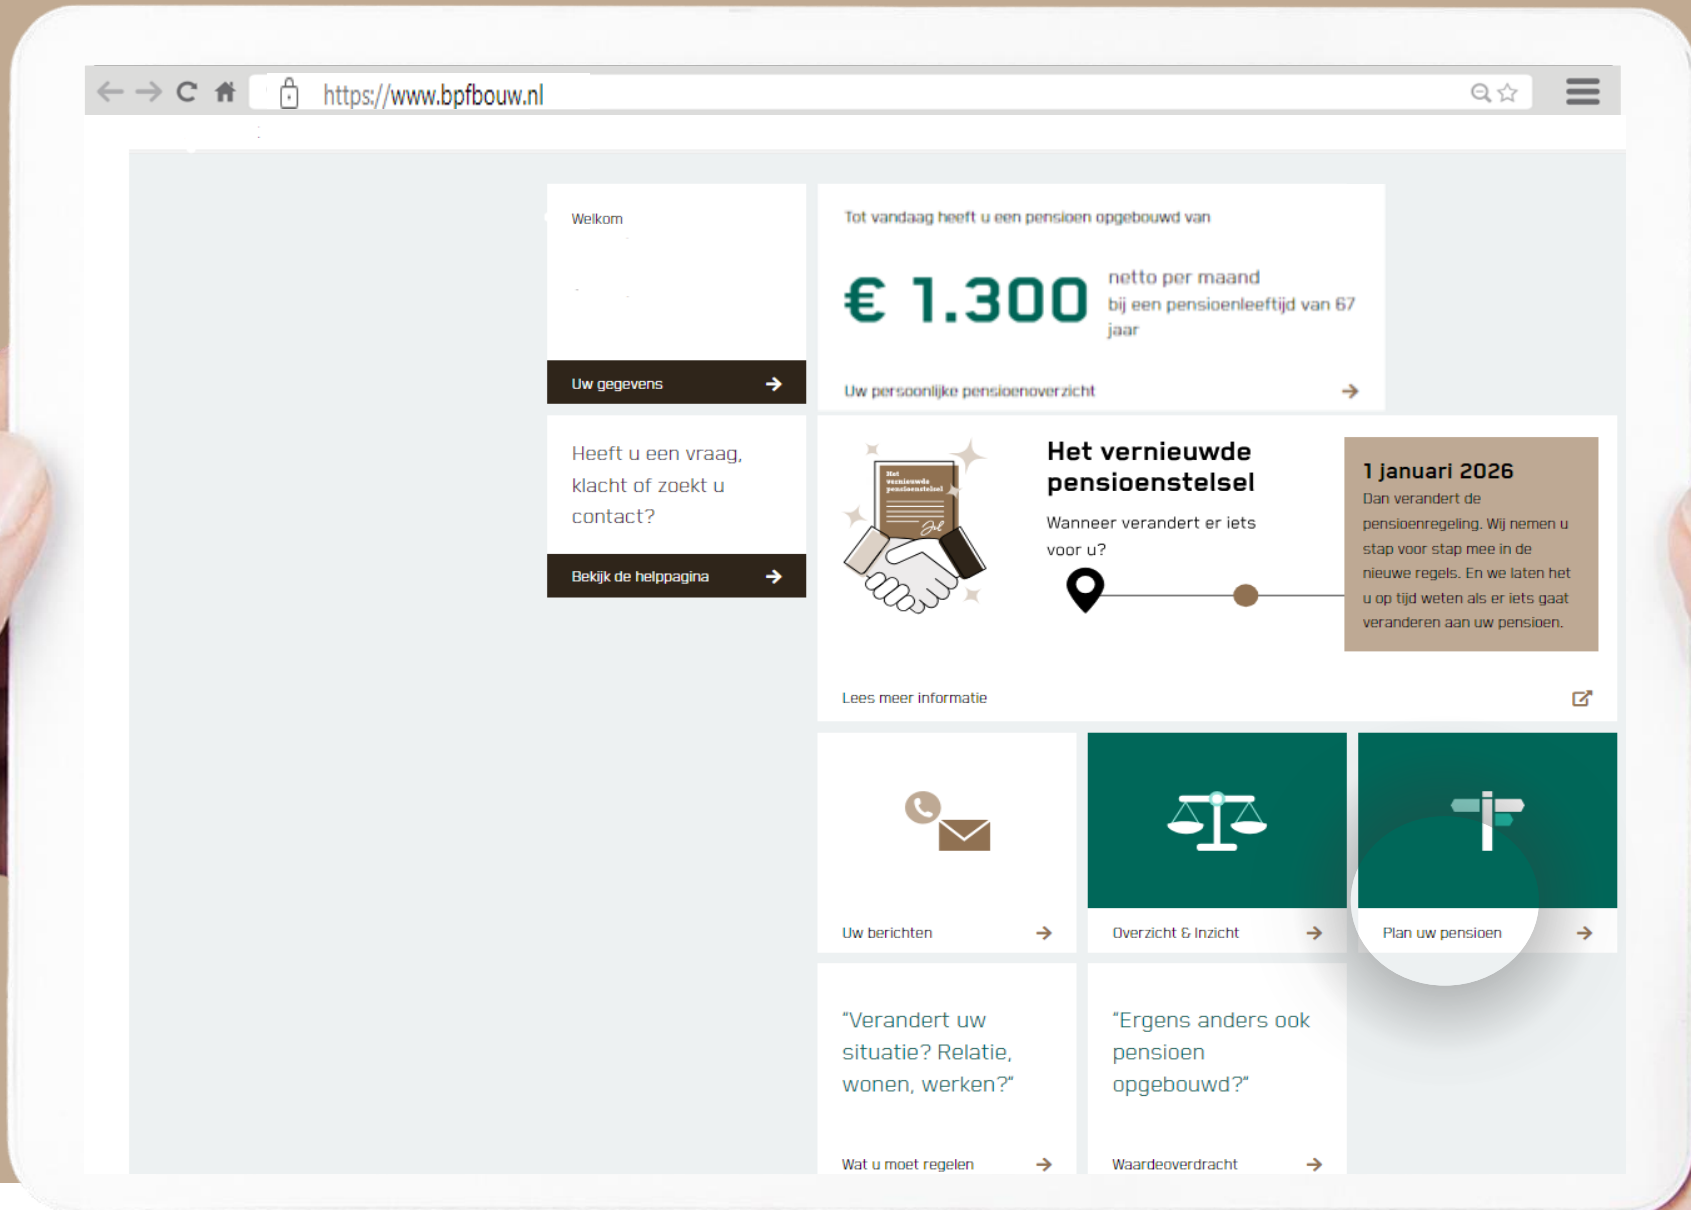 https://www.bpfbouw.nl
Welkom
Uw gegevens
Tot vandaag heeft u een pensioen opgebouwd van
€ 1.300
netto per maand
bij een pensioenleeftijd van 67
jaar
Uw persoonlijke pensioenoverzicht
Heeft u een vraag,
klacht of zoekt u
contact?
Bekijk de helppagina
Het
vernieuwde
pensioenstelsel
Het vernieuwde
pensioenstelsel
Wanneer verandert er iets
voor u?
1 januari 2026
Dan verandert de
pensioenregeling. Wij nemen u
stap voor stap mee in de
nieuwe regels. En we laten het
u op tijd weten als er iets gaat
veranderen aan uw pensioen.
Lees meer informatie
Uw berichten
Overzicht & Inzicht
Plan uw pensioen
“Verandert uw
situatie? Relatie,
wonen, werken?”
Wat u moet regelen
“Ergens anders ook
pensioen
opgebouwd?”
Waardeoverdracht